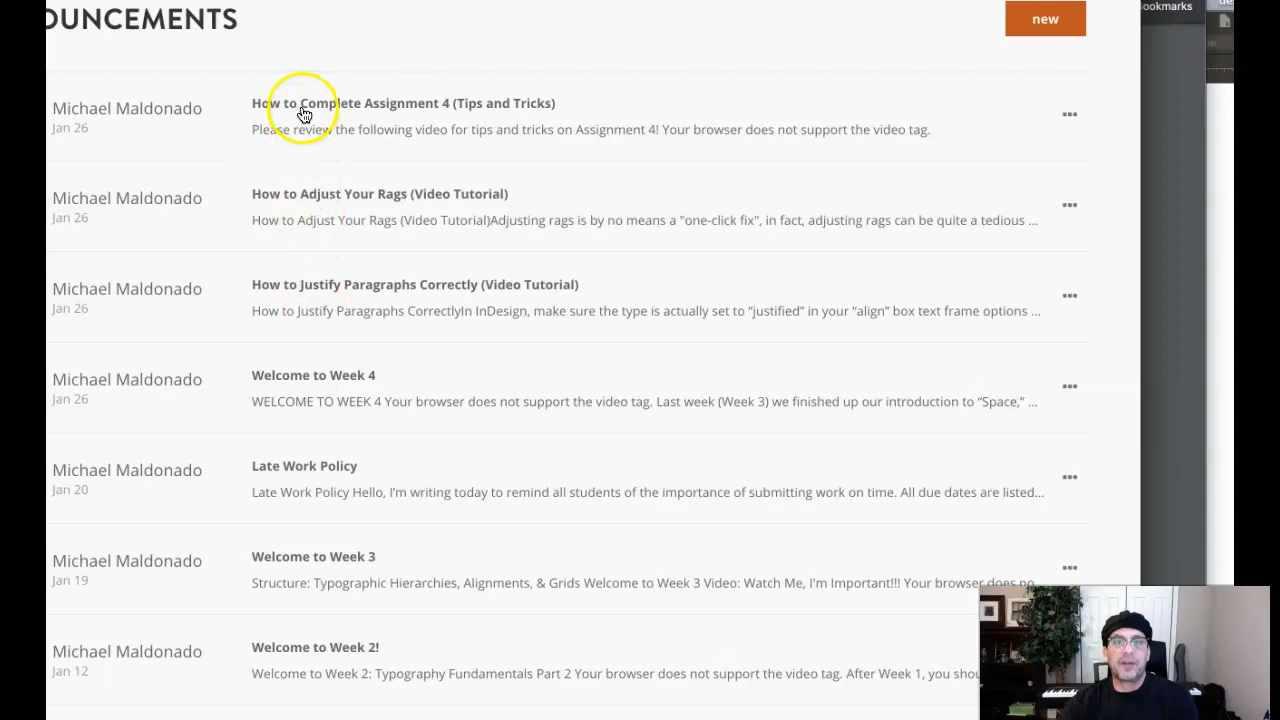 OUNCEMENTS
new
ookmarks
Michael Maldonado
Jan 26
How to Complete Assignment 4 (Tips and Tricks)
Please review the following video for tips and tricks on Assignment 4! Your browser does not support the video tag.
Michael Maldonado
Jan 26
How to Adjust Your Rags (Video Tutorial)
How to Adjust Your Rags (Video Tutorial)Adjusting rags is by no means a "one-click fix", in fact, adjusting rags can be quite a tedious ...
Michael Maldonado
Jan 26
How to Justify Paragraphs Correctly (Video Tutorial)
How to Justify Paragraphs CorrectlyIn InDesign, make sure the type is actually set to “justified” in your “align” box text frame options ...
Michael Maldonado
Jan 26
Welcome to Week 4
WELCOME TO WEEK 4 Your browser does not support the video tag. Last week (Week 3) we finished up our introduction to “Space,” ...
Michael Maldonado
Jan 20
Late Work Policy
Late Work Policy Hello, I’m writing today to remind all students of the importance of submitting work on time. All due dates are listed...
Michael Maldonado
Jan 19
Welcome to Week 3
Structure: Typographic Hierarchies, Alignments, & Grids Welcome to Week 3 Video: Watch Me, I'm Important!!! Your browser does no
Michael Maldonado
Jan 12
Welcome to Week 2!
Welcome to Week 2: Typography Fundamentals Part 2 Your browser does not support the video tag. After Week 1, you shou